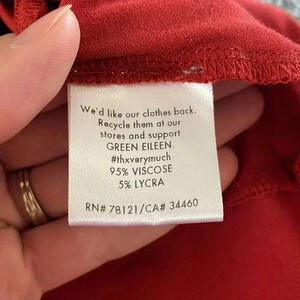 We'd like our clothes back.
Recycle them at our
stores and support
GREEN EILEEN.
#thxverymuch
95% VISCOSE
5% LYCRA
RN# 78121/CA# 34460